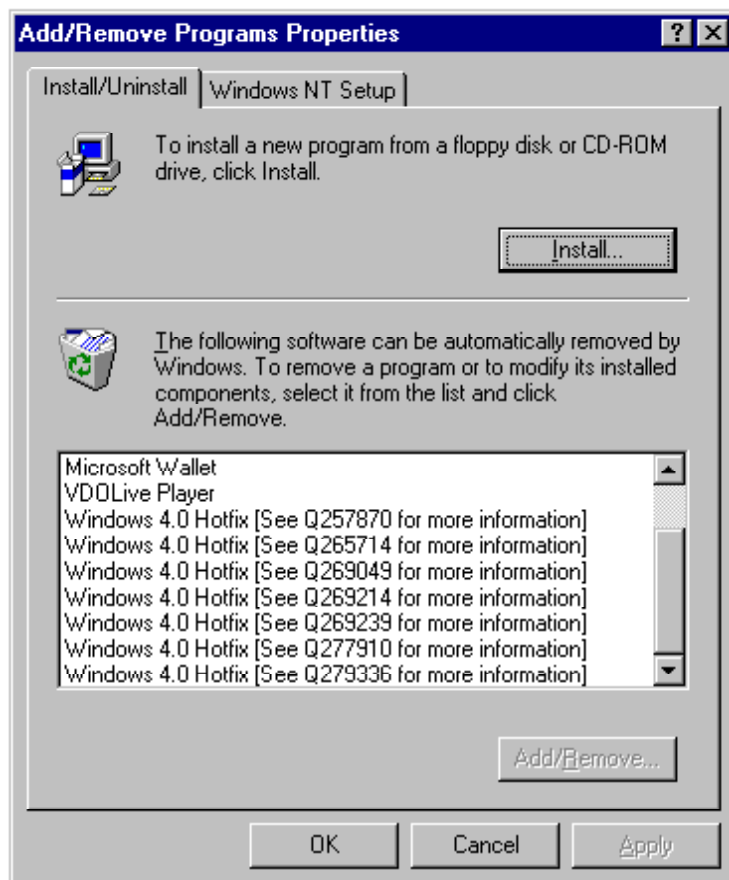 Add/Remove Programs Properties
Install/Uninstall
Windows NT Setup
To install a new program from a floppy disk or CD-ROM
drive, click Install.
Install...
The following software can be automatically removed by
Windows. To remove a program or to modify its installed
components, select it from the list and click
Add/Remove.
Microsoft Wallet
VDOLive Player
Windows 4.0 Hotfix [See Q257870 for more information]
Windows 4.0 Hotfix [See Q265714 for more information]
Windows 4.0 Hotfix [See Q269049 for more information]
Windows 4.0 Hotfix [See Q269214 for more information]
Windows 4.0 Hotfix [See Q269239 for more information]
Windows 4.0 Hotfix [See Q277910 for more information]
Windows 4.0 Hotfix [See Q279336 for more information]
Add/Remove...
OK
Cancel
Apply